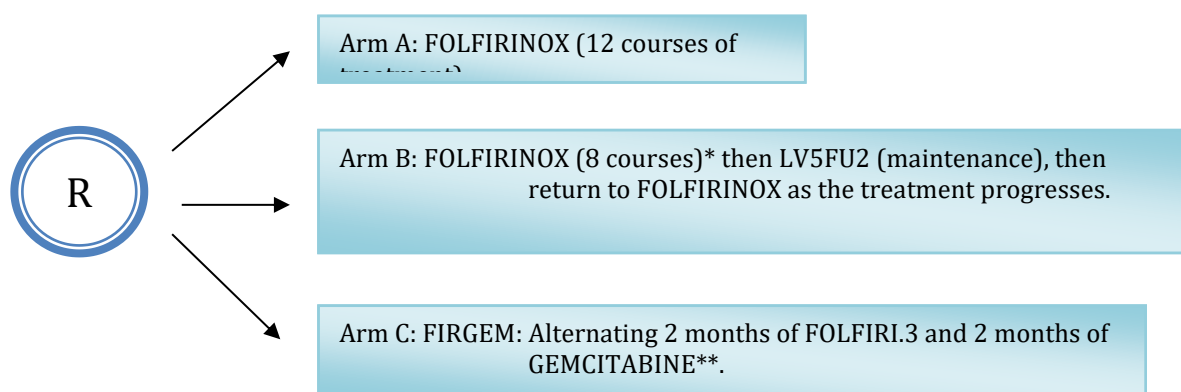 Arm A: FOLFIRINOX (12 courses of
R
Arm B: FOLFIRINOX (8 courses)* then LV5FU2 (maintenance), then
return to FOLFIRINOX as the treatment progresses.
Arm C: FIRGEM: Alternating 2 months of FOLFIRI.3 and 2 months of
GEMCITABINE**.